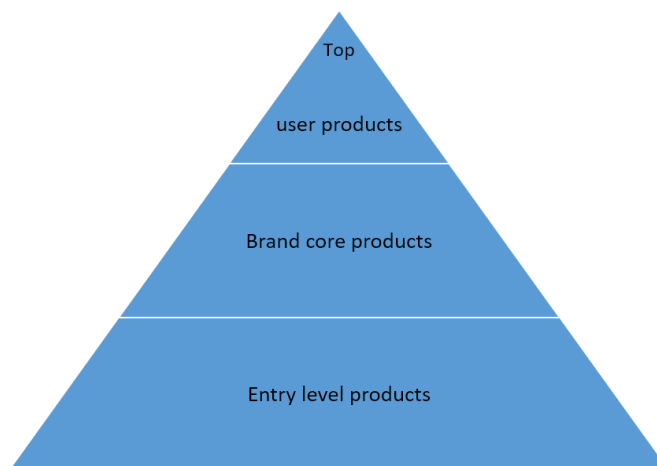 Top
user products
Brand core products
Entry level products